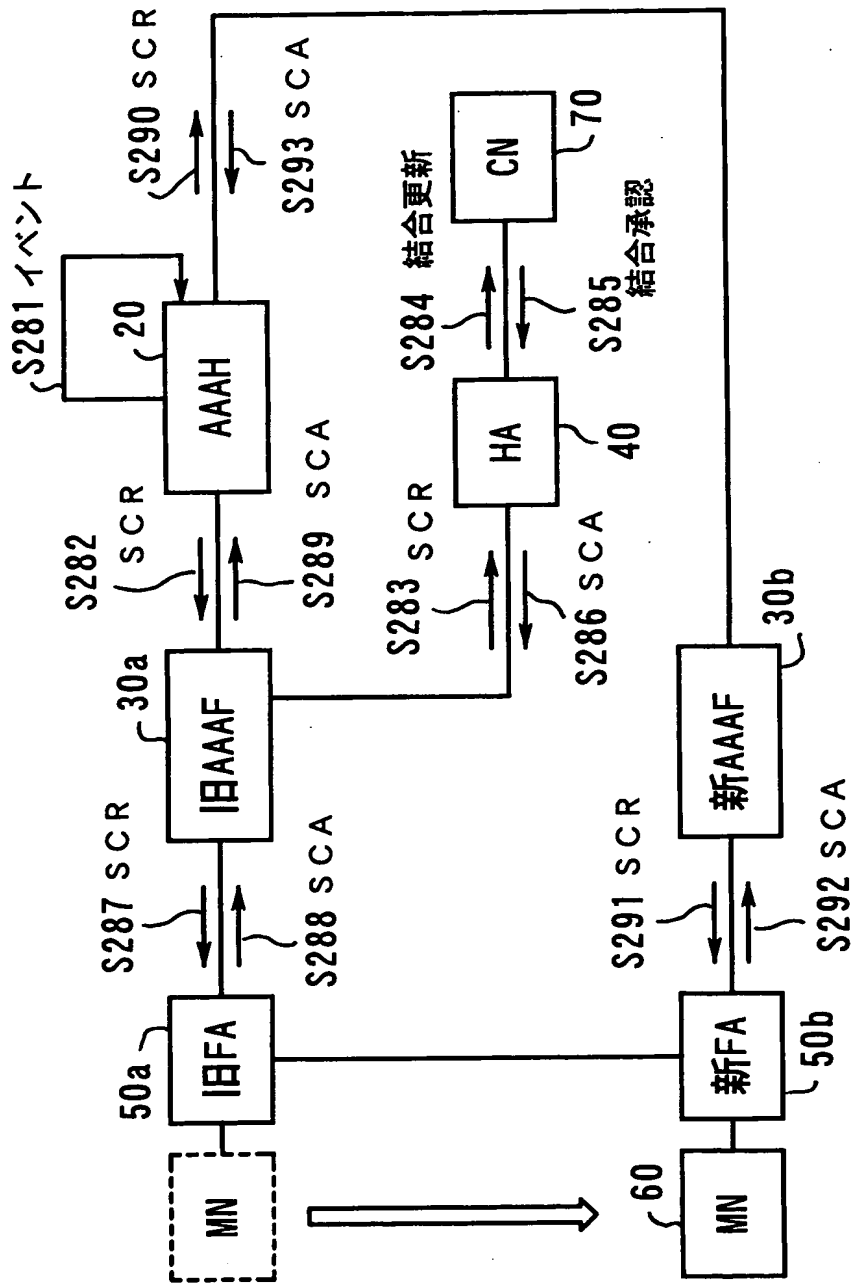 S281 イベント
S290 SCR
S293 SCA
20
AAAH
S282
SCR
S289 SCA
30a
旧AAAF
S287 SCR
S288 SCA
50a
旧FA
MN
S284 結合更新
S285
結合承認
CN
70
HA
40
S283 SCR
S286 SCA
30b
新AAAF
S291 SCR
S292 SCA
新FA
50b
60
MN